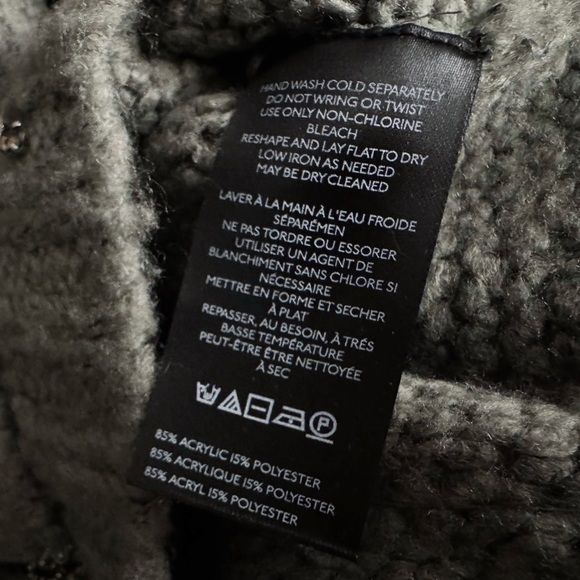 HAND WASH COLD SEPARATELY
DO NOT WRING OR TWIST
USE ONLY NON-CHLORINE
BLEACH
RESHAPE AND LAY FLAT TO DRY
LOW IRON AS NEEDED
MAY BE DRY CLEANED
LAVER À LA MAIN À L'EAU FROIDE
SÉPARÉMEN
NE PAS TORDRE OU ESSORER
UTILISER UN AGENT DE
BLANCHIMENT SANS CHLORE SI
NÉCESSAIRE
METTRE EN FORME ET SECHER
À PLAT
REPASSER, AU BESOIN, À TRÉS
BASSE TEMPÉRATURE
PEUT-ÊTRE ÊTRE NETTOYÉE
À SEC
P
85% ACRYLIC 15% POLYESTER
85% ACRYLIQUE 15% POLYESTER
85% ACRYL 15% POLYESTER